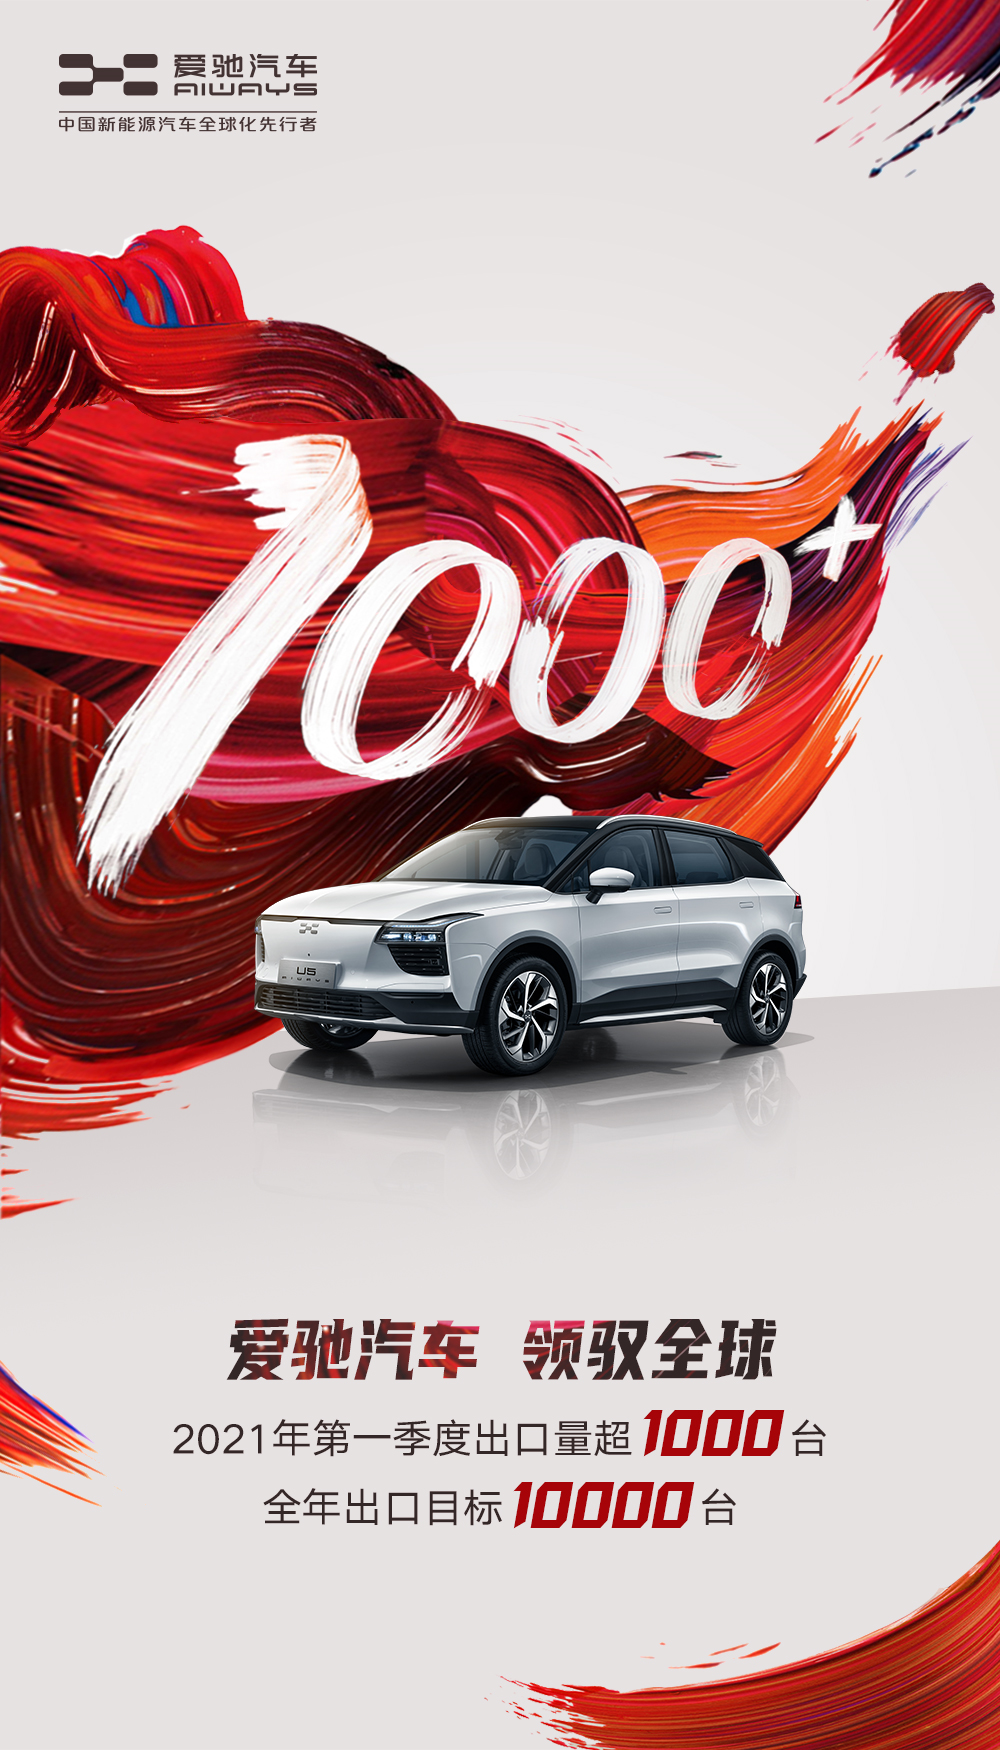 爱驰汽车
AIWAYS
中国新能源汽车全球化先行者
1000+
U5
AIWAYS
爱驰汽车 领驭全球
2021年第一季度出口量超1000台
全年出口目标10000台